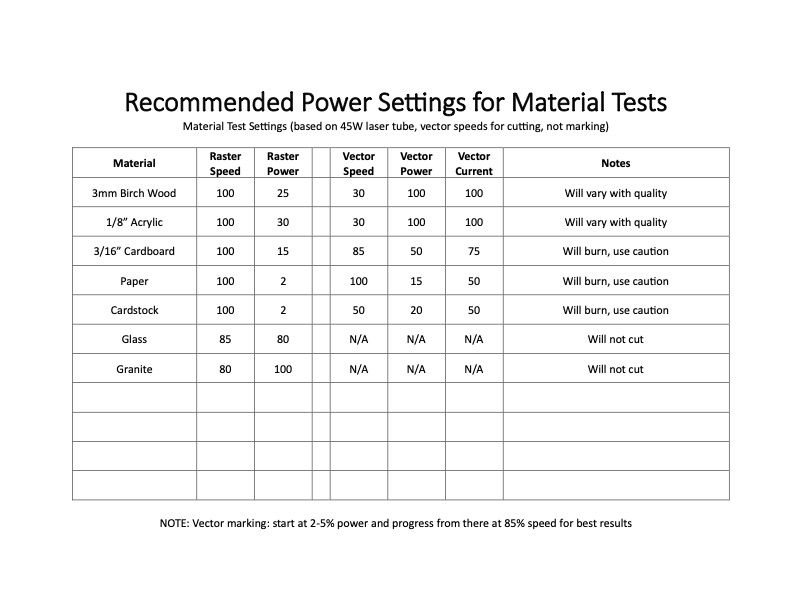 Recommended Power Settings for Material Tests
Material Test Settings (based on 45W laser tube, vector speeds for cutting, not marking)
Material Raster Speed Raster Power Vector Speed Vector Power Vector Current Notes
3mm Birch Wood 100 25 30 100 100 Will vary with quality
1/8” Acrylic 100 30 30 100 100 Will vary with quality
3/16” Cardboard 100 15 85 50 75 Will burn, use caution
Paper 100 2 100 15 50 Will burn, use caution
Cardstock 100 2 50 20 50 Will burn, use caution
Glass 85 80 N/A N/A N/A Will not cut
Granite 80 100 N/A N/A N/A Will not cut
NOTE: Vector marking: start at 2-5% power and progress from there at 85% speed for best results